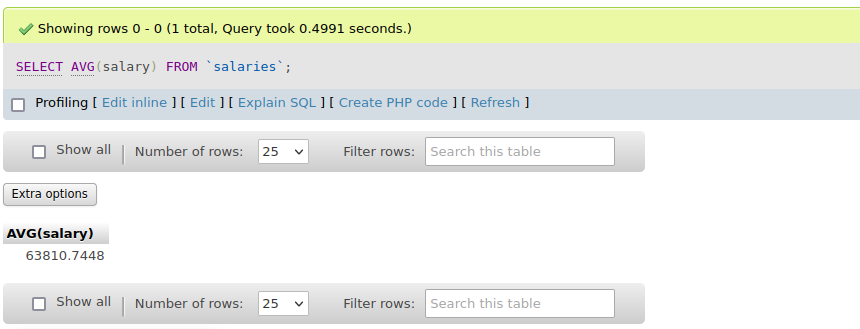 Showing rows 0 - 0 (1 total, Query took 0.4991 seconds.)
SELECT AVG(salary) FROM `salaries`;
Profiling [ Edit inline ] [ Edit ] [ Explain SQL ] [ Create PHP code ] [ Refresh ]
Show all Number of rows: 25 Filter rows: Search this table
Extra options
AVG(salary)
63810.7448
Show all Number of rows: 25 Filter rows: Search this table